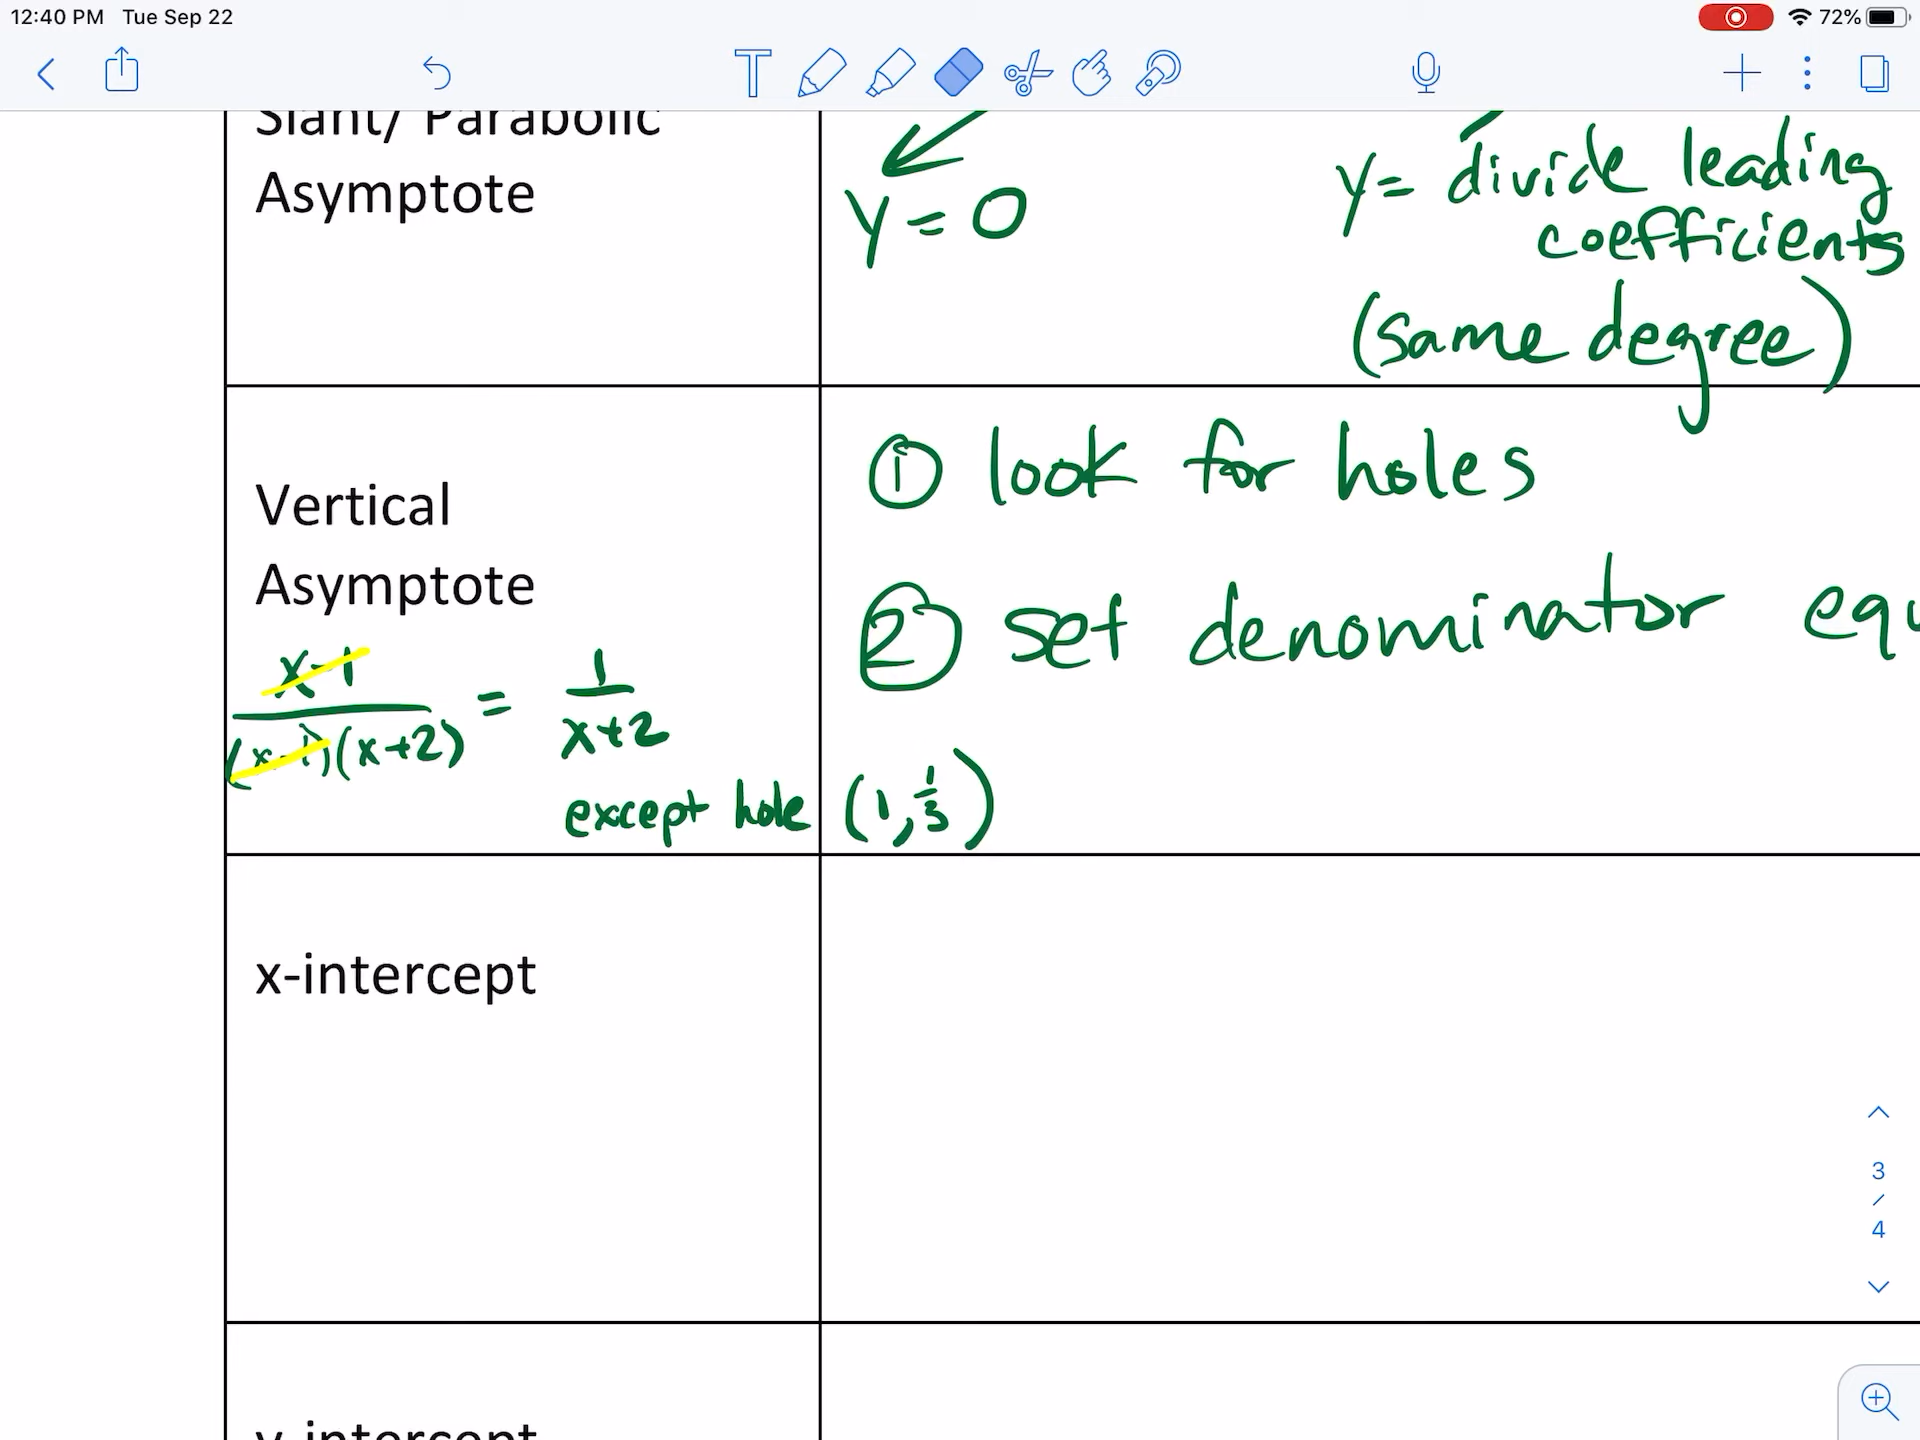 12:40 PM Tue Sep 22
72%
Slant/ Parabolic
Asymptote
y = 0
y = divide leading
coefficients
(same degree)
Vertical
Asymptote
① look for holes
② set denominator equ
x-1
(x-1)(x+2)
=
1
x+2
except hole (1, 1/3)
x-intercept
3
/
4
y-intercept